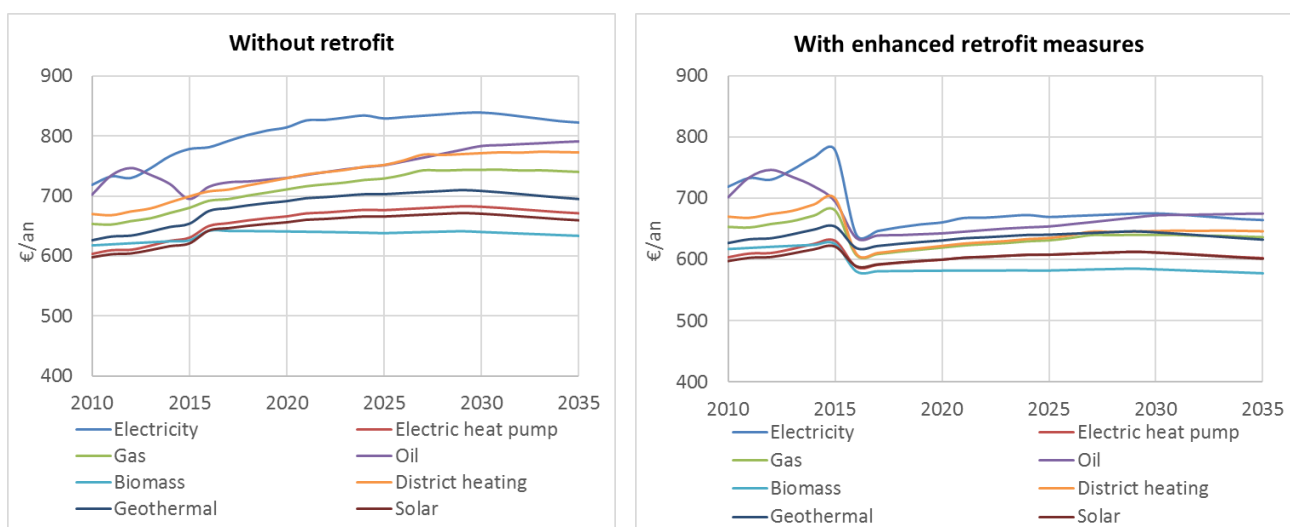 Without retrofit
900
800
700
600
500
400
€/an
2010 2015 2020 2025 2030 2035
Electricity Electric heat pump
Gas Oil
Biomass District heating
Geothermal Solar
With enhanced retrofit measures
900
800
700
600
500
400
€/an
2010 2015 2020 2025 2030 2035
Electricity Electric heat pump
Gas Oil
Biomass District heating
Geothermal Solar